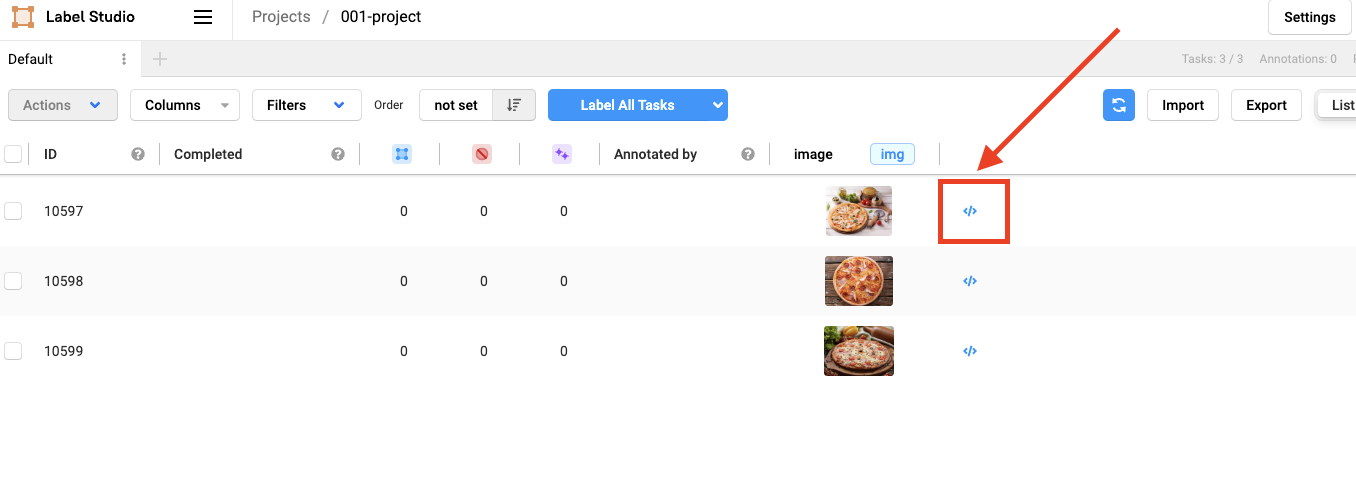 Label Studio
Projects / 001-project
Settings
Default
Tasks: 3 / 3 Annotations: 0
Actions
Columns
Filters
Order
not set
Label All Tasks
Import
Export
List
ID Completed Annotated by image img
10597 0 0 0 </>
10598 0 0 0 </>
10599 0 0 0 </>